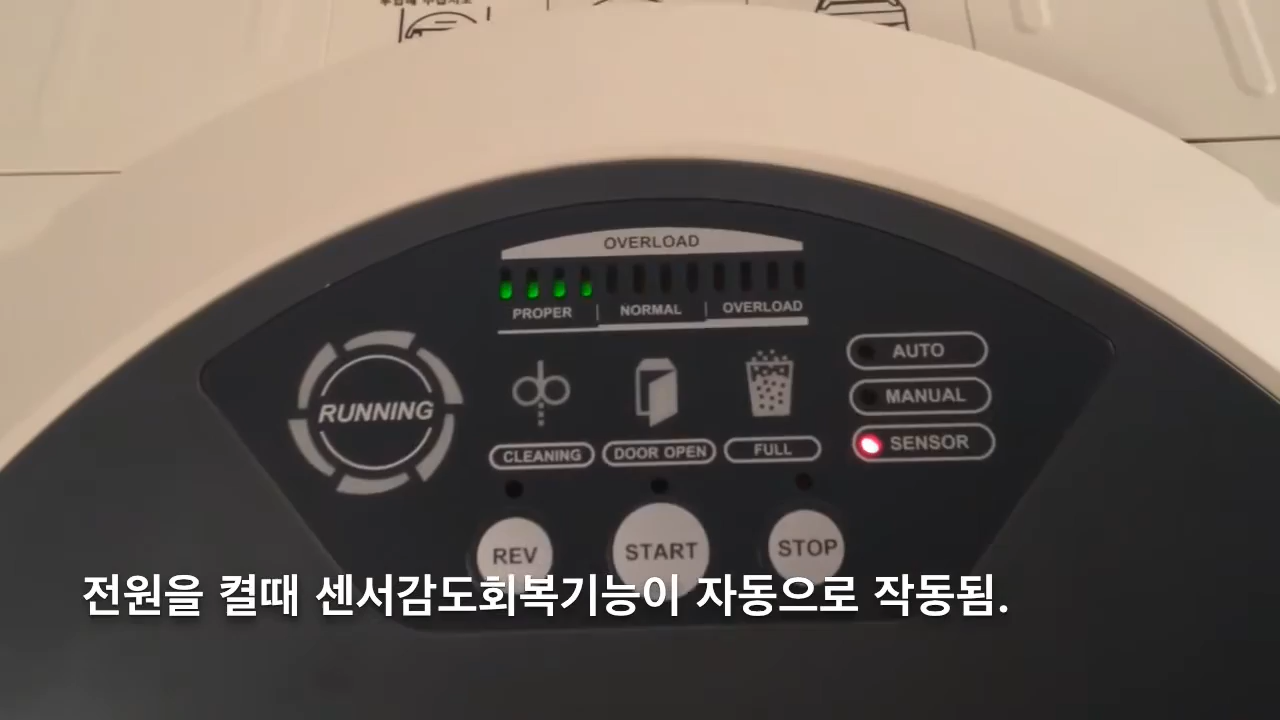 OVERLOAD
PROPER NORMAL OVERLOAD
RUNNING
AUTO
MANUAL
SENSOR
CLEANING DOOR OPEN FULL
REV START STOP
전원을 켤때 센서감도회복기능이 자동으로 작동됨.